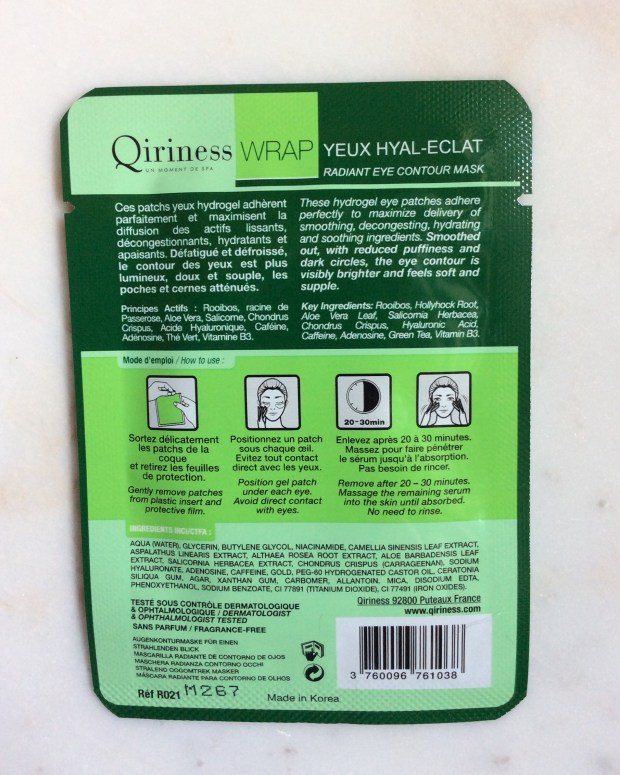 Qiriness WRAP YEUX HYAL-ECLAT
UN MOMENT DE SPA
RADIANT EYE CONTOUR MASK
Ces patchs yeux hydrogel adhèrent
parfaitement et maximisent la
diffusion des actifs lissants,
décongestionnants, hydratants et
apaisants. Défatigué et défroissé,
le contour des yeux est plus
lumineux, doux et souple, les
poches et cernes atténués.
Principes Actifs : Rooibos, racine de
Passerose, Aloe Vera, Salicorne, Chondrus
Crispus, Acide Hyaluronique, Caféine,
Adénosine, Thé Vert, Vitamine B3.
These hydrogel eye patches adhere
perfectly to maximize delivery of
smoothing, decongesting, hydrating
and soothing ingredients. Smoothed
out, with reduced puffiness and
dark circles, the eye contour is
visibly brighter and feels soft and
supple.
Key Ingredients: Rooibos, Hollyhock Root,
Aloe Vera Leaf, Salicornia Herbacea,
Chondrus Crispus, Hyaluronic Acid,
Caffeine, Adenosine, Green Tea, Vitamin B3.
Mode d'emploi / How to use :
20~30min
Sortez délicatement
les patchs de la
coque
et retirez les feuilles
de protection.
Gently remove patches
from plastic insert and
protective film.
Positionnez un patch
sous chaque œil.
Evitez tout contact
direct avec les yeux.
Position gel patch
under each eye.
Avoid direct contact
with eyes.
Enlevez après 20 à 30 minutes.
Massez pour faire pénétrer
le sérum jusqu'à l'absorption.
Pas besoin de rincer.
Remove after 20 – 30 minutes.
Massage the remaining serum
into the skin until absorbed.
No need to rinse.
AQUA (WATER), GLYCERIN, BUTYLENE GLYCOL, NIACINAMIDE, CAMELLIA SINENSIS LEAF EXTRACT,
ASPALATHUS LINEARIS EXTRACT, ALTHAEA ROSEA ROOT EXTRACT, ALOE BARBADENSIS LEAF
EXTRACT, SALICORNIA HERBACEA EXTRACT, CHONDRUS CRISPUS (CARRAGEENAN), SODIUM
HYALURONATE, ADENOSINE, CAFFEINE, GOLD, PEG-60 HYDROGENATED CASTOR OIL, CERATONIA
SILIQUA GUM, AGAR, XANTHAN GUM, CARBOMER, ALLANTOIN, MICA, DISODIUM EDTA,
PHENOXYETHANOL, SODIUM BENZOATE, CI 77891 (TITANIUM DIOXIDE), CI 77491 (IRON OXIDES).
Qiriness 92800 Puteaux France
www.qiriness.com
TESTÉ SOUS CONTRÔLE DERMATOLOGIQUE
& OPHTALMOLOGIQUE / DERMATOLOGIST
& OPHTHALMOLOGIST TESTED
SANS PARFUM / FRAGRANCE-FREE
AUGENKONTURMASKE FÜR EINEN
STRAHLENDEN BLICK
MASCARILLA RADIANTE DE CONTORNO DE OJOS
MASCHERA RADIANZA CONTORNO OCCHI
STRALEND OOGOMTREK MASKER
MÁSCARA RADIANTE PARA CONTORNO DE OLHOS
3 760096 761038
Réf R021 M267
Made in Korea